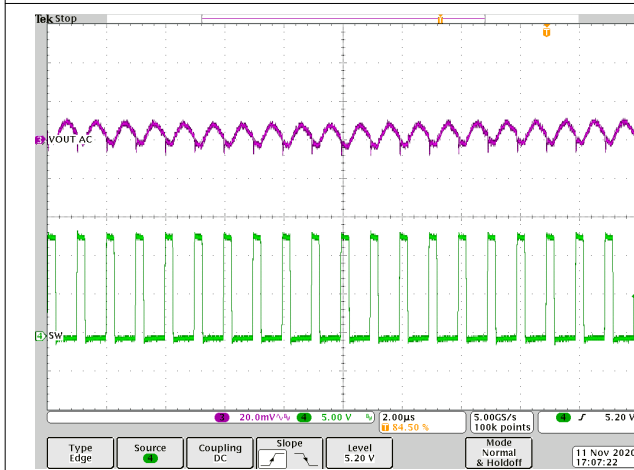 Tek Stop
T
T
3 VOUT AC
4 SW
3 20.0mV 4 5.00 V 2.00µs 5.00GS/s 4 5.20 V
T 84.50 % 100k points
Type Source Coupling Slope Level Mode
Edge 4 DC 5.20 V Normal
& Holdoff
11 Nov 2020
17:07:22